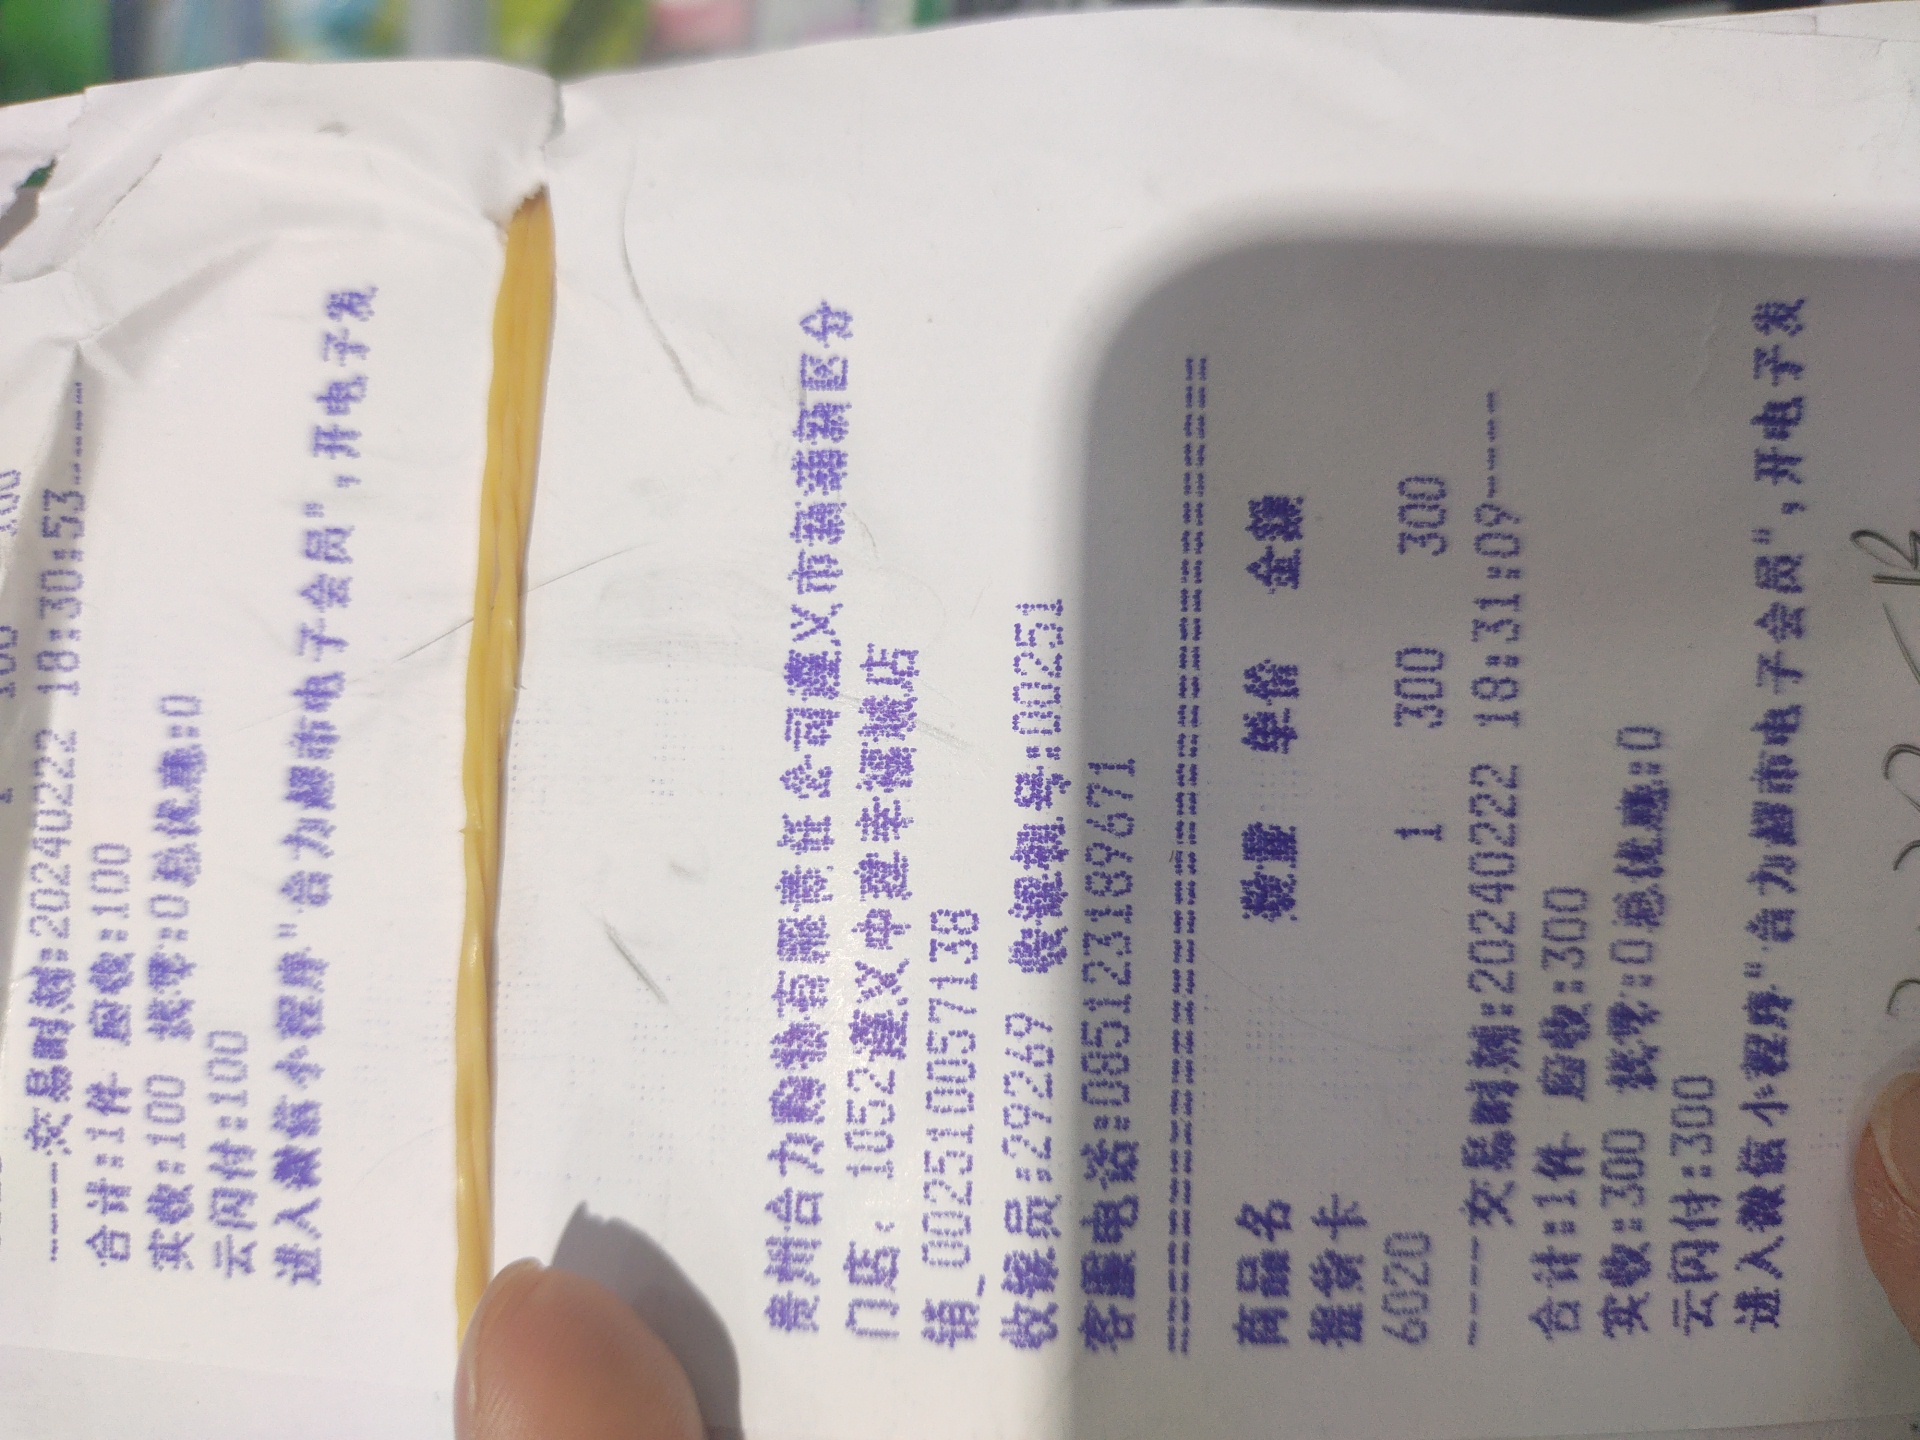 1 100 100
-----交易时刻:20240222 18:30:53-----
合计:1件 应收:100
实收:100 找零:0总优惠:0
云闪付:100
进入微信小程序"合力超市电子会员",开电子发
贵州合力购物有限责任公司遵义市新蒲新区分
门店: 1052遵义中建幸福城店
销_002510057138
收银员:29269 收银机号:00251
客服电话:085123189671
==================================
商品名 数量 单价 金额
提货卡
6020 1 300 300
-----交易时刻:20240222 18:31:09-----
合计:1件 应收:300
实收:300 找零:0总优惠:0
云闪付:300
进入微信小程序"合力超市电子会员",开电子发